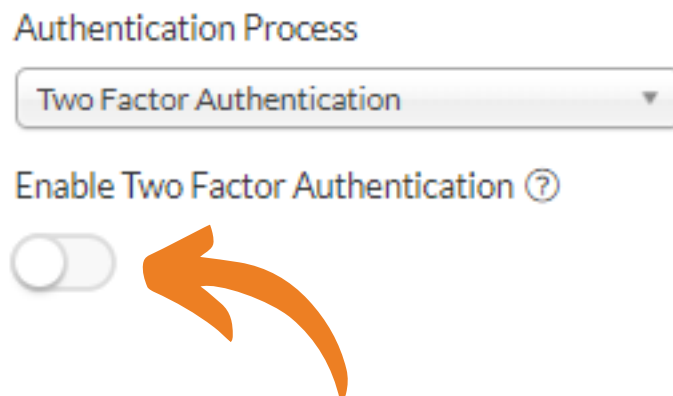 Authentication Process
Two Factor Authentication
Enable Two Factor Authentication ?